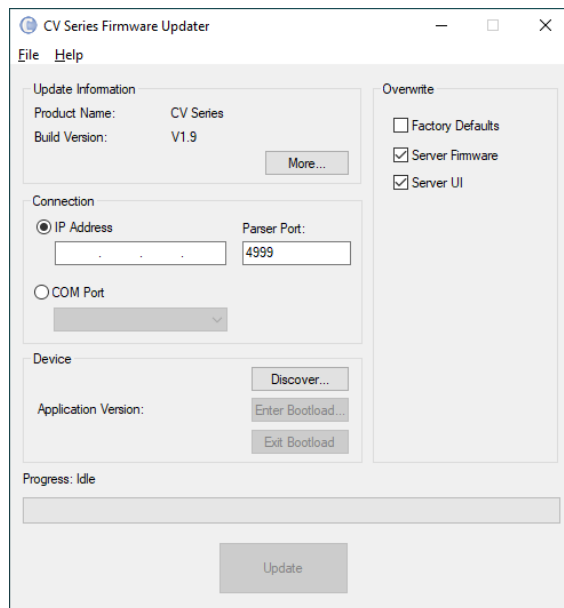 CV Series Firmware Updater
File Help
Update Information
Product Name: CV Series
Build Version: V1.9
More...
Connection
IP Address
Parser Port:
. . .
4999
COM Port
Device
Discover...
Application Version:
Enter Bootload...
Exit Bootload
Overwrite
Factory Defaults
Server Firmware
Server UI
Progress: Idle
Update